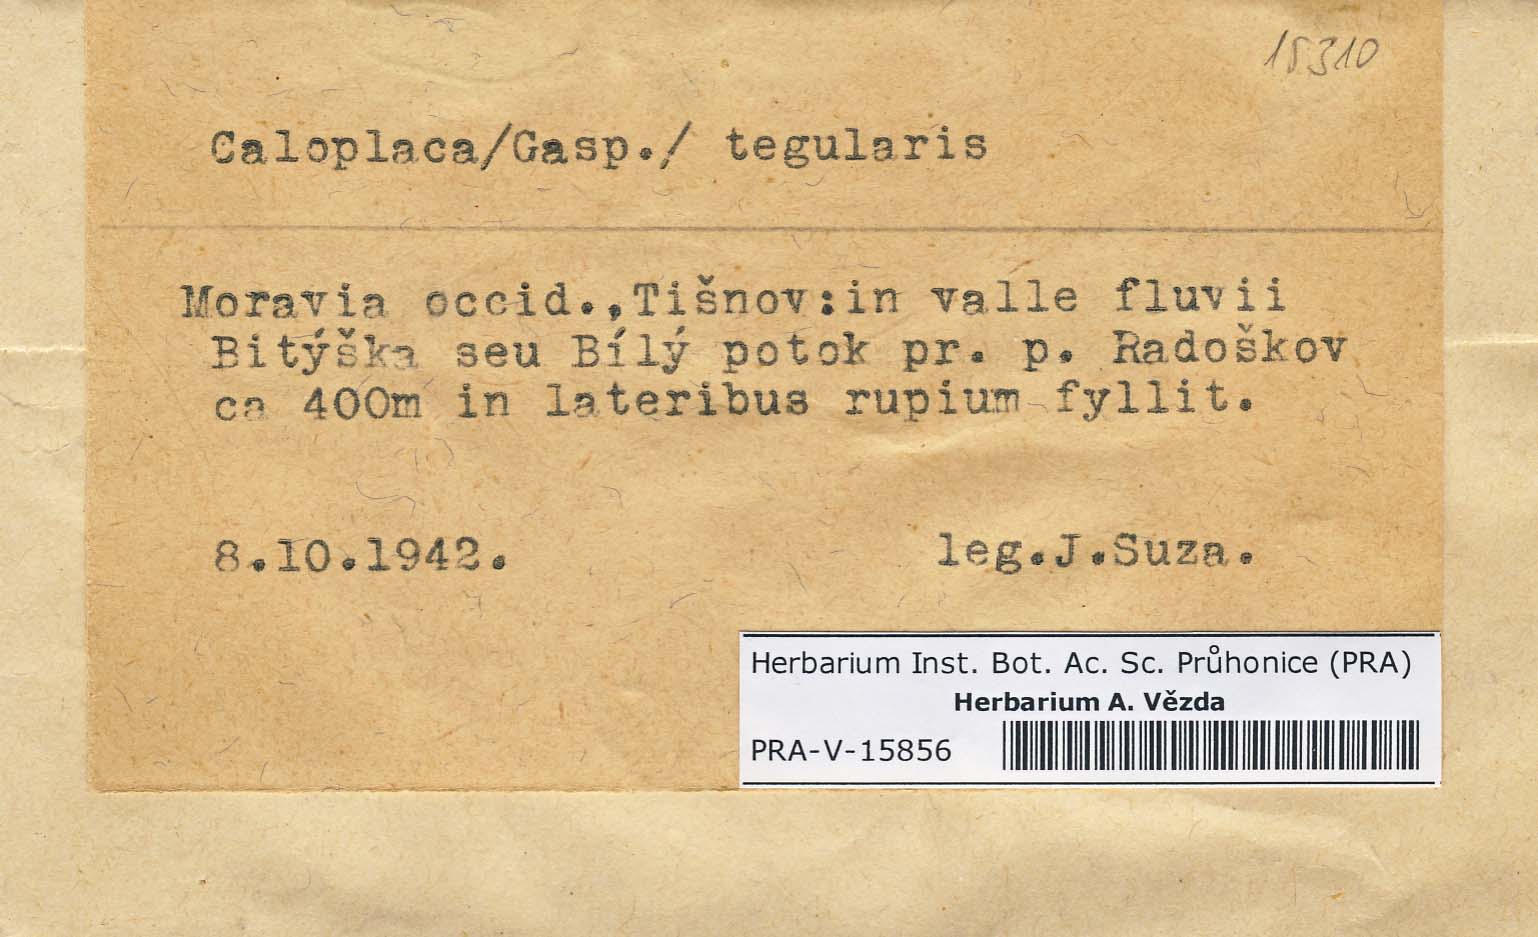 15310
Caloplaca/Gasp./ tegularis
Moravia occid.,Tišnov:in valle fluvii
Bitýška seu Bílý potok pr. p. Radoškov
ca 400m in lateribus rupium fyllit.
8.10.1942. leg.J.Suza.
Herbarium Inst. Bot. Ac. Sc. Průhonice (PRA)
Herbarium A. Vězda
PRA-V-15856